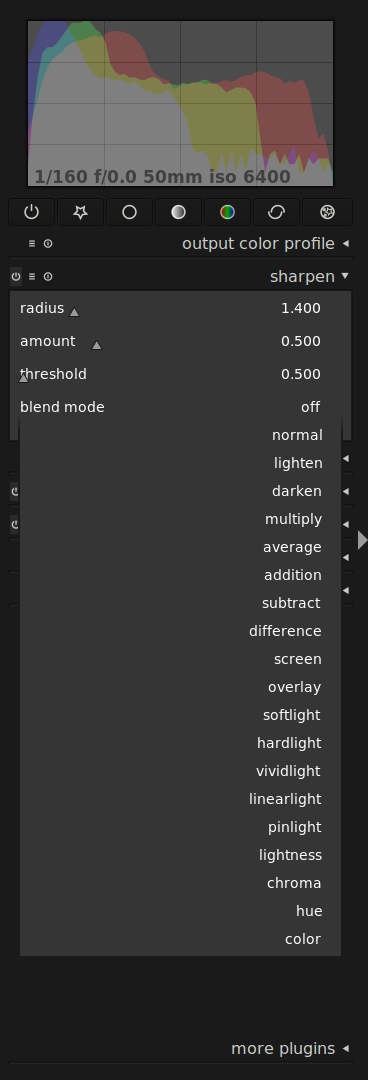 1/160 f/0.0 50mm iso 6400
output color profile
sharpen
radius 1.400
amount 0.500
threshold 0.500
blend mode off
normal
lighten
darken
multiply
average
addition
subtract
difference
screen
overlay
softlight
hardlight
vividlight
linearlight
pinlight
lightness
chroma
hue
color
more plugins